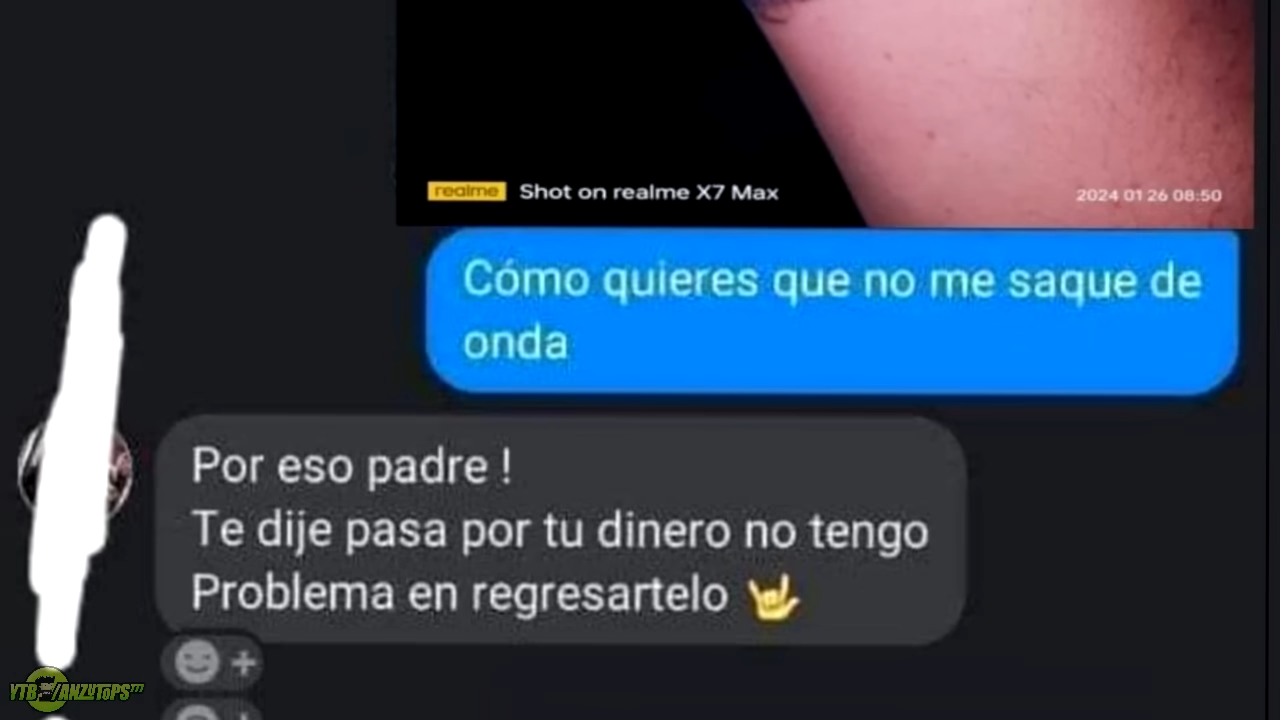 realme Shot on realme X7 Max 2024 01 26 08:50
Cómo quieres que no me saque de
onda
Por eso padre !
Te dije pasa por tu dinero no tengo
Problema en regresartelo 🤟